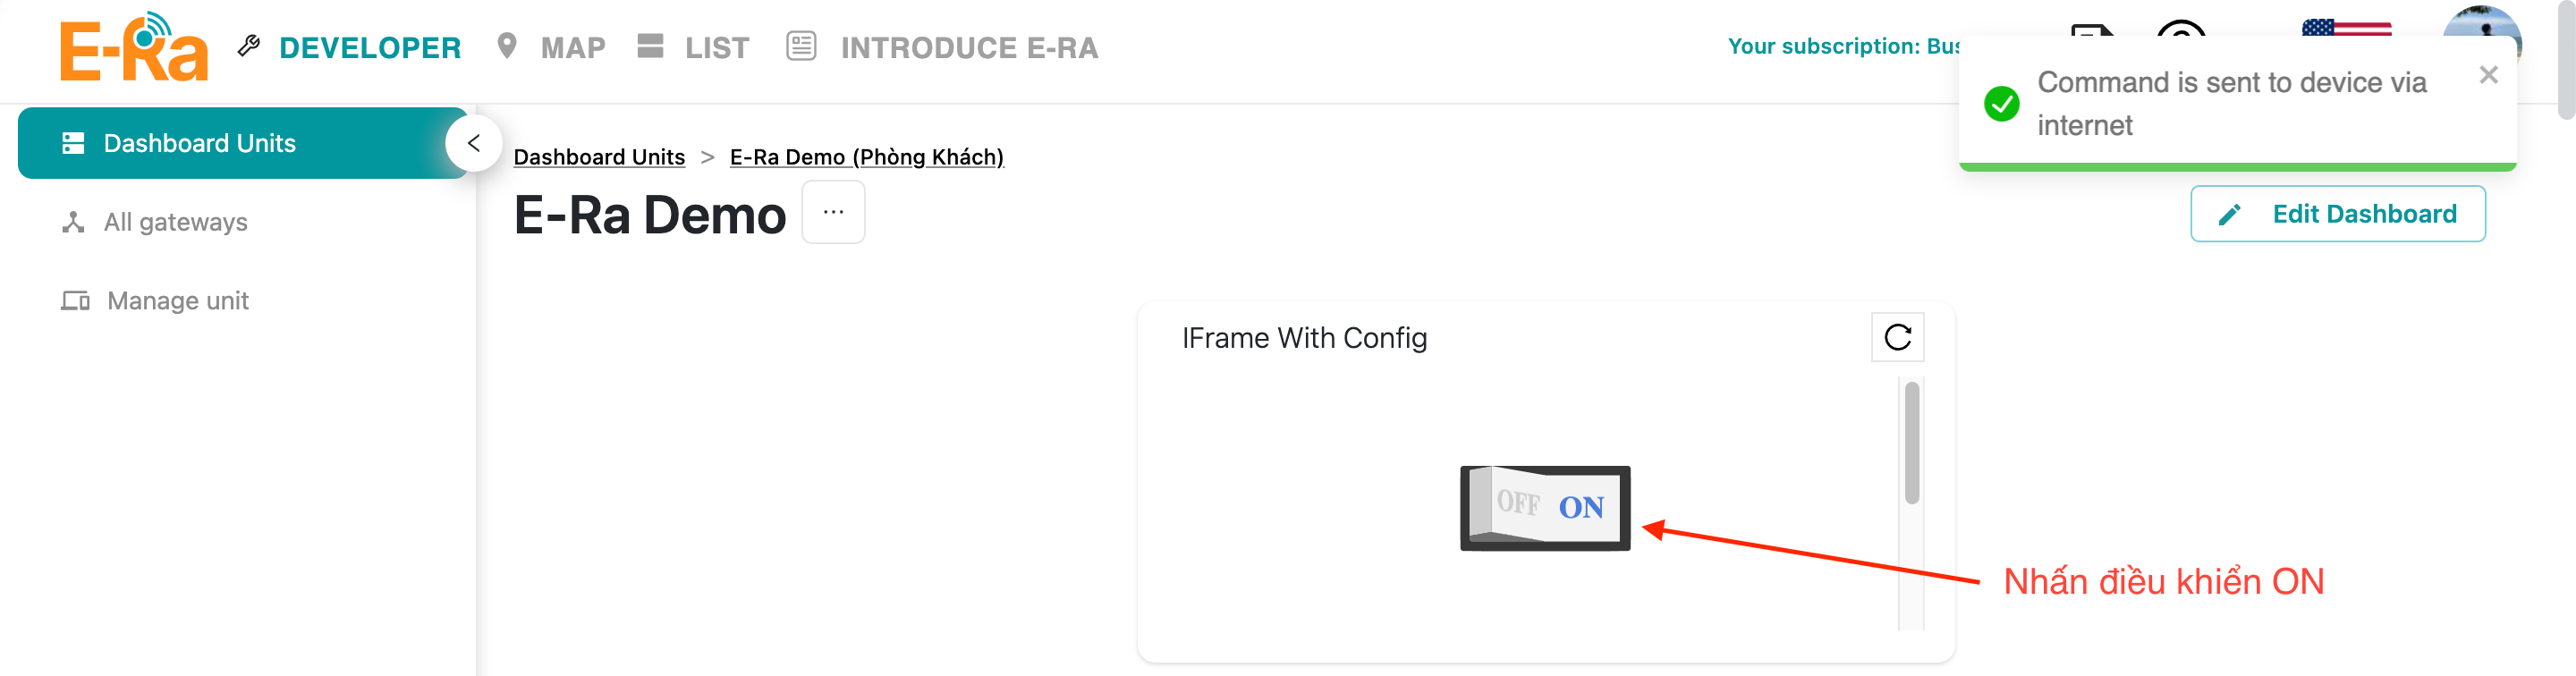 E-Ra
DEVELOPER
MAP
LIST
INTRODUCE E-RA
Your subscription:
Command is sent to device via
internet
Dashboard Units
All gateways
Manage unit
Dashboard Units > E-Ra Demo (Phòng Khách)
E-Ra Demo
...
Edit Dashboard
IFrame With Config
OFF ON
Nhấn điều khiển ON